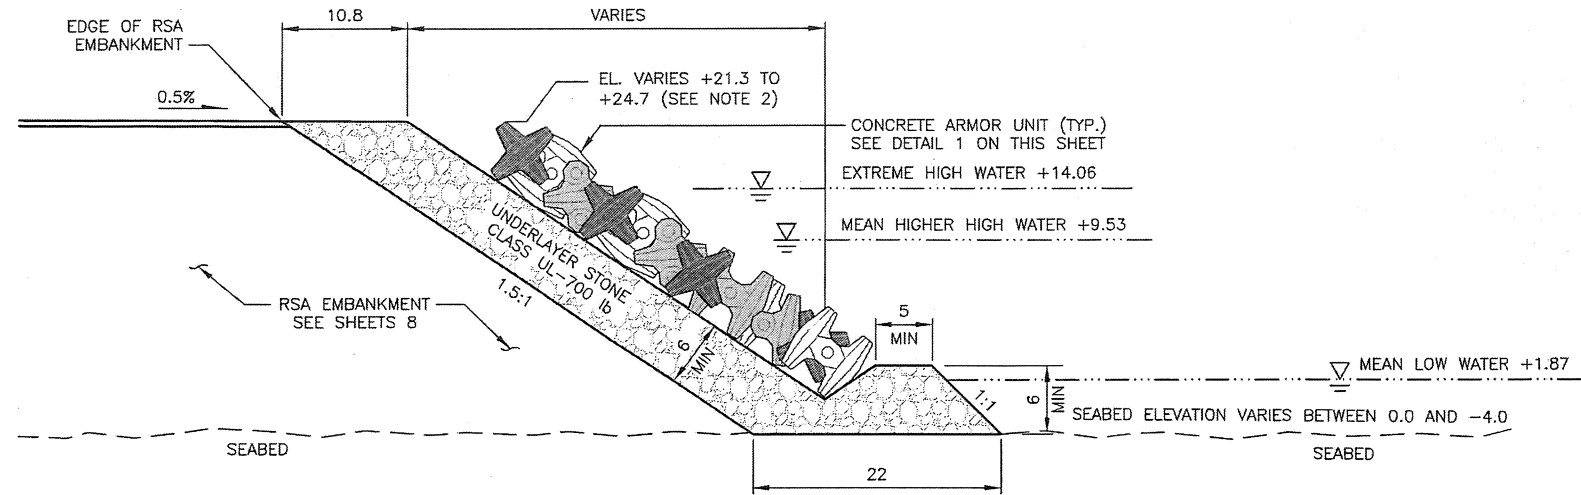 10.8
VARIES
EDGE OF RSA
EMBANKMENT
EL. VARIES +21.3 TO
+24.7 (SEE NOTE 2)
0.5%
CONCRETE ARMOR UNIT (TYP.)
SEE DETAIL 1 ON THIS SHEET
EXTREME HIGH WATER +14.06
MEAN HIGHER HIGH WATER +9.53
UNDERLAYER STONE
CLASS UL-700 lb
1.5:1
RSA EMBANKMENT
SEE SHEETS 8
6
MIN
5
MIN
MEAN LOW WATER +1.87
1:1
6
MIN
SEABED ELEVATION VARIES BETWEEN 0.0 AND -4.0
SEABED
SEABED
22